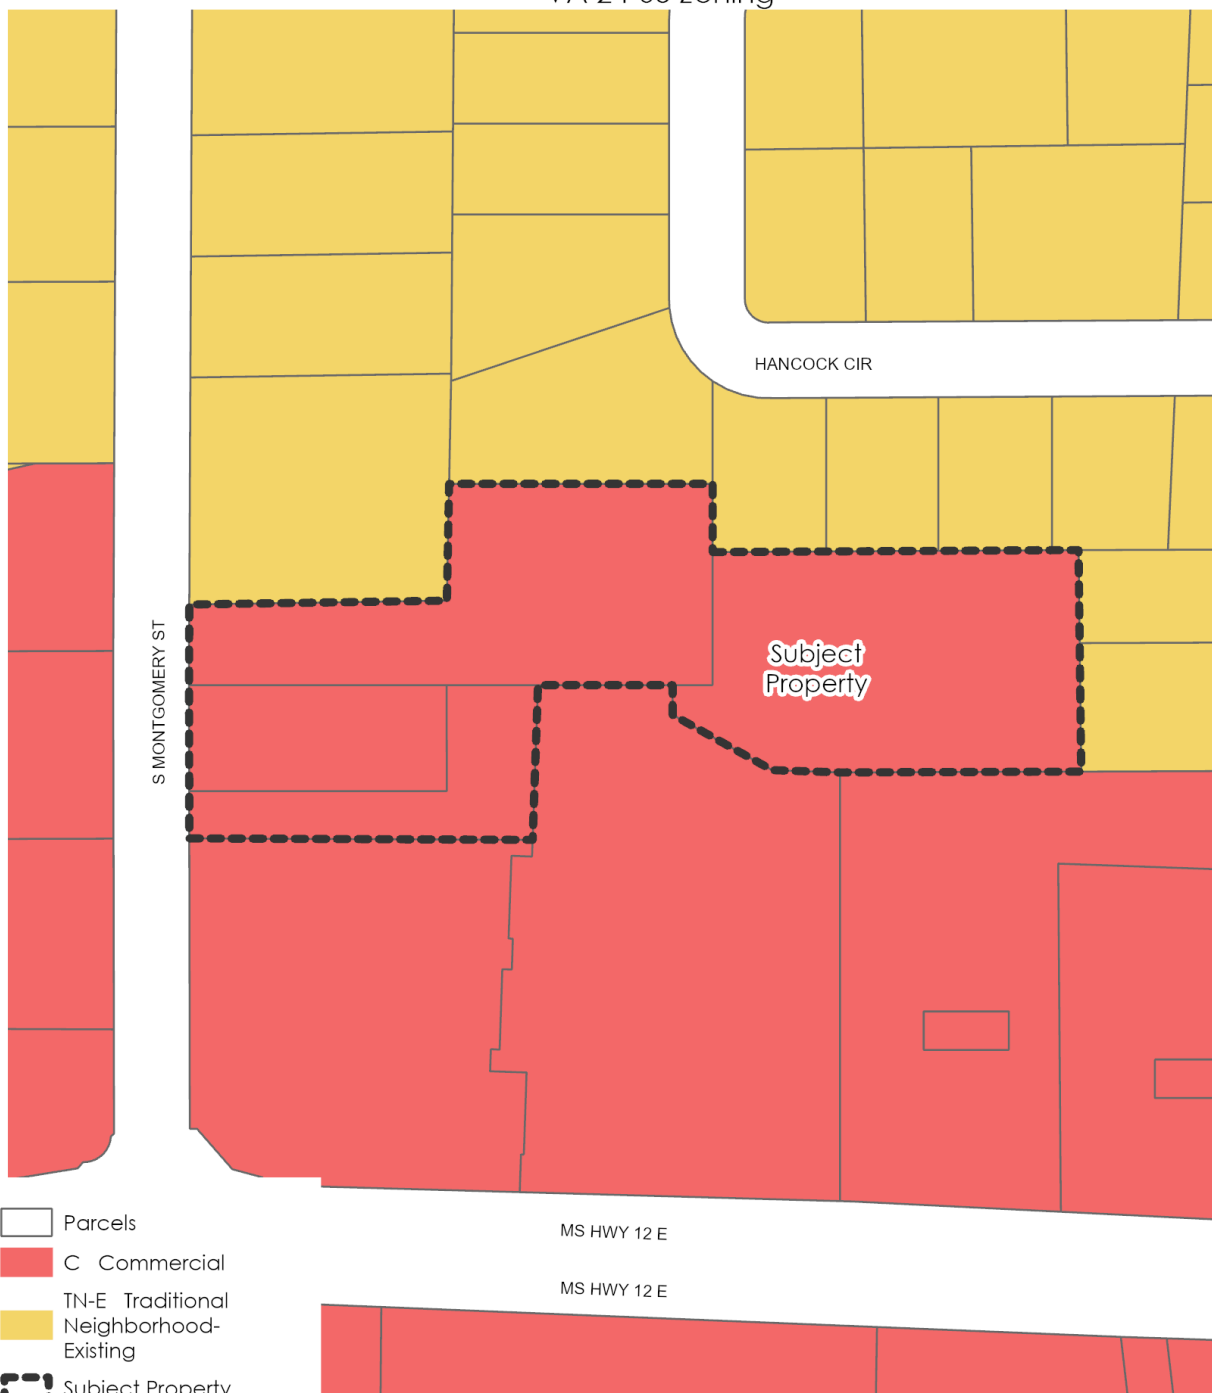 HANCOCK CIR
Subject
Property
S MONTGOMERY ST
MS HWY 12 E
MS HWY 12 E
Parcels
C Commercial
TN-E Traditional
Neighborhood-
Existing
Subject Property